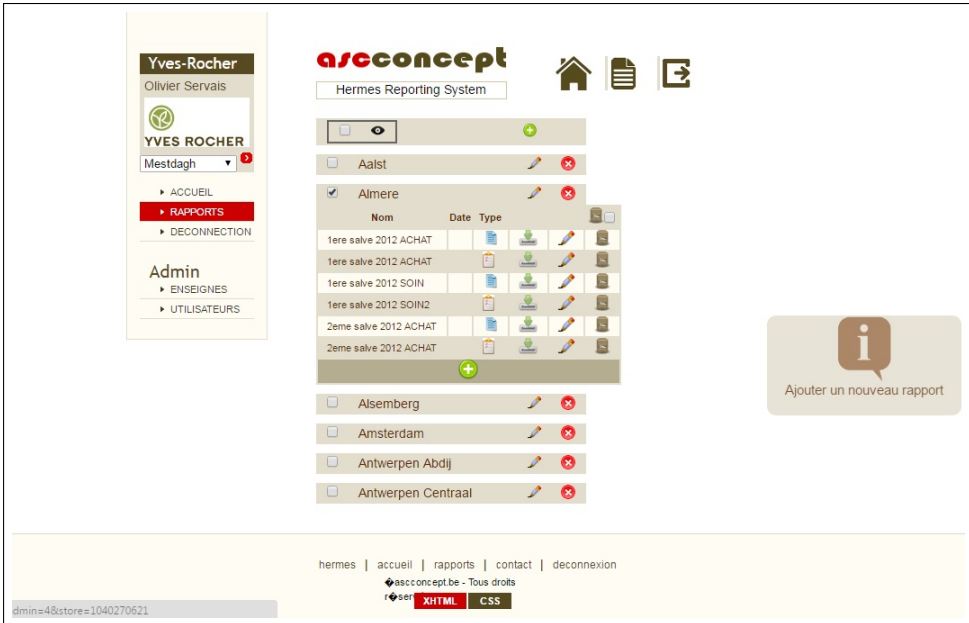 Yves-Rocher
Olivier Servais
YVES ROCHER
Mestdagh
ACCUEIL
RAPPORTS
DECONNECTION
Admin
ENSEIGNES
UTILISATEURS
ascconcept
Hermes Reporting System
Aalst
Almere
Nom Date Type
1ere salve 2012 ACHAT
1ere salve 2012 ACHAT
1ere salve 2012 SOIN
1ere salve 2012 SOIN2
2eme salve 2012 ACHAT
2eme salve 2012 ACHAT
Alsemberg
Amsterdam
Antwerpen Abdij
Antwerpen Centraal
i
Ajouter un nouveau rapport
hermes | accueil | rapports | contact | deconnexion
�ascconcept.be - Tous droits
r�ser
XHTML CSS
dmin=4&store=1040270621